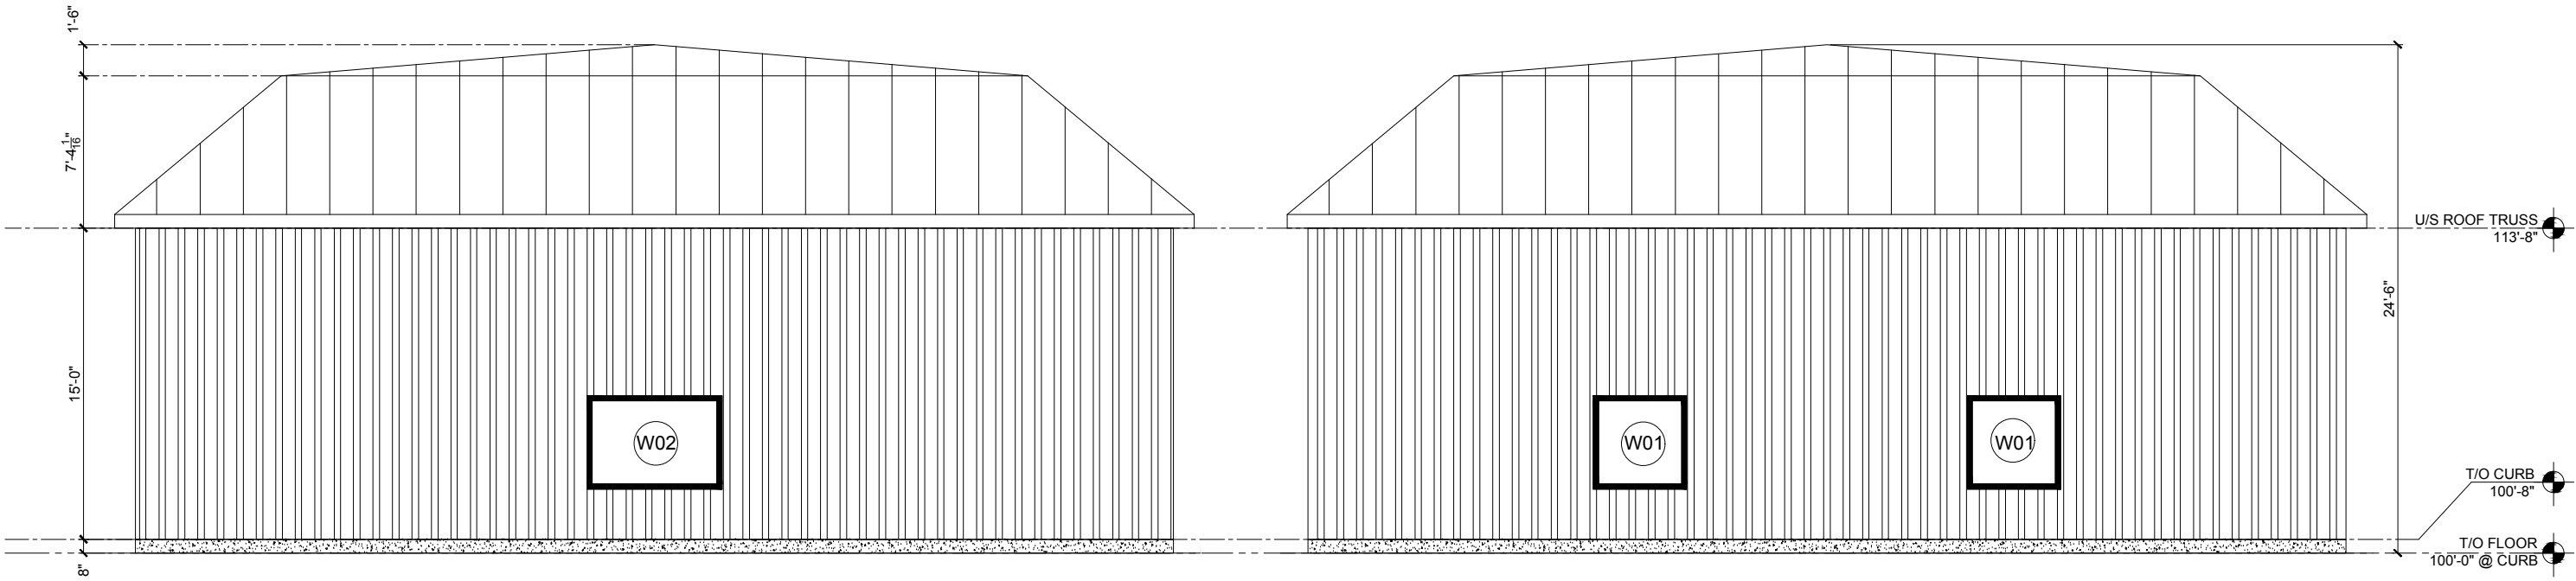 1'-6"
7'-4 1/16"
15'-0"
8"
W02
W01
W01
24'-6"
U/S ROOF TRUSS
113'-8"
T/O CURB
100'-8"
T/O FLOOR
100'-0" @ CURB